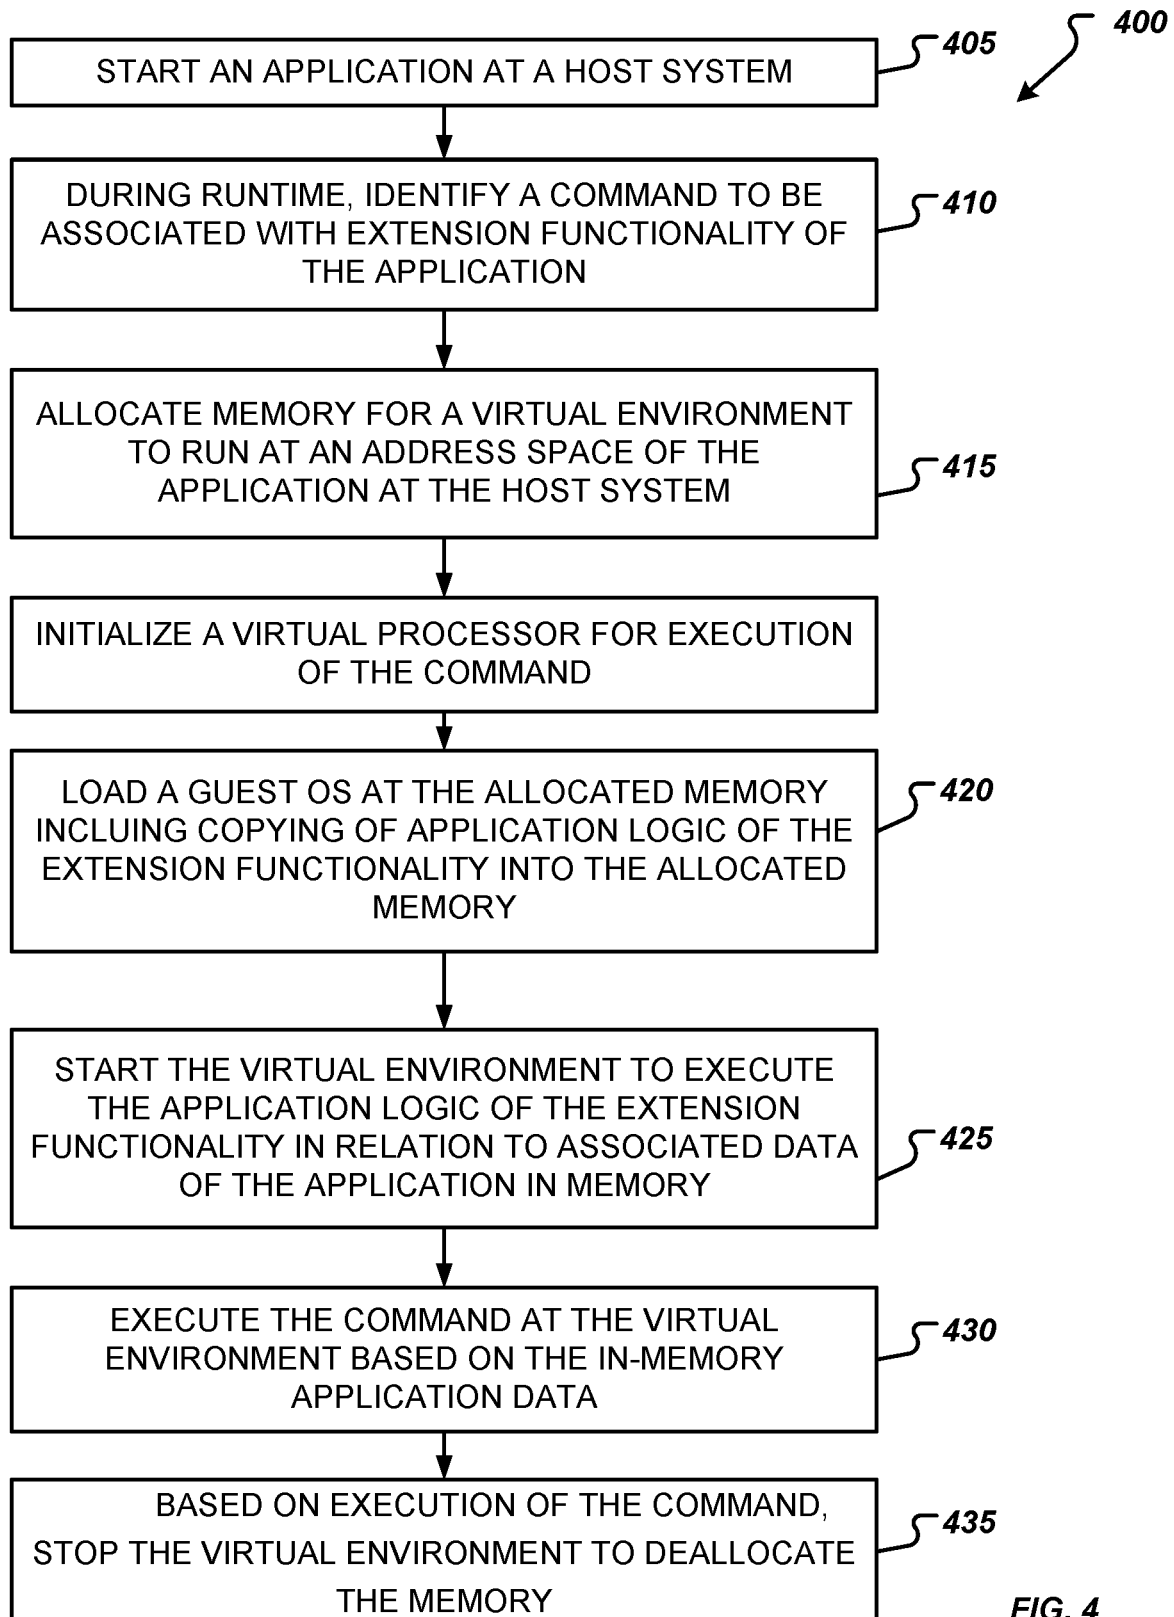 400
START AN APPLICATION AT A HOST SYSTEM
405
DURING RUNTIME, IDENTIFY A COMMAND TO BE
ASSOCIATED WITH EXTENSION FUNCTIONALITY OF
THE APPLICATION
410
ALLOCATE MEMORY FOR A VIRTUAL ENVIRONMENT
TO RUN AT AN ADDRESS SPACE OF THE
APPLICATION AT THE HOST SYSTEM
415
INITIALIZE A VIRTUAL PROCESSOR FOR EXECUTION
OF THE COMMAND
LOAD A GUEST OS AT THE ALLOCATED MEMORY
INCLUING COPYING OF APPLICATION LOGIC OF THE
EXTENSION FUNCTIONALITY INTO THE ALLOCATED
MEMORY
420
START THE VIRTUAL ENVIRONMENT TO EXECUTE
THE APPLICATION LOGIC OF THE EXTENSION
FUNCTIONALITY IN RELATION TO ASSOCIATED DATA
OF THE APPLICATION IN MEMORY
425
EXECUTE THE COMMAND AT THE VIRTUAL
ENVIRONMENT BASED ON THE IN-MEMORY
APPLICATION DATA
430
BASED ON EXECUTION OF THE COMMAND,
STOP THE VIRTUAL ENVIRONMENT TO DEALLOCATE
THE MEMORY
435
FIG. 4